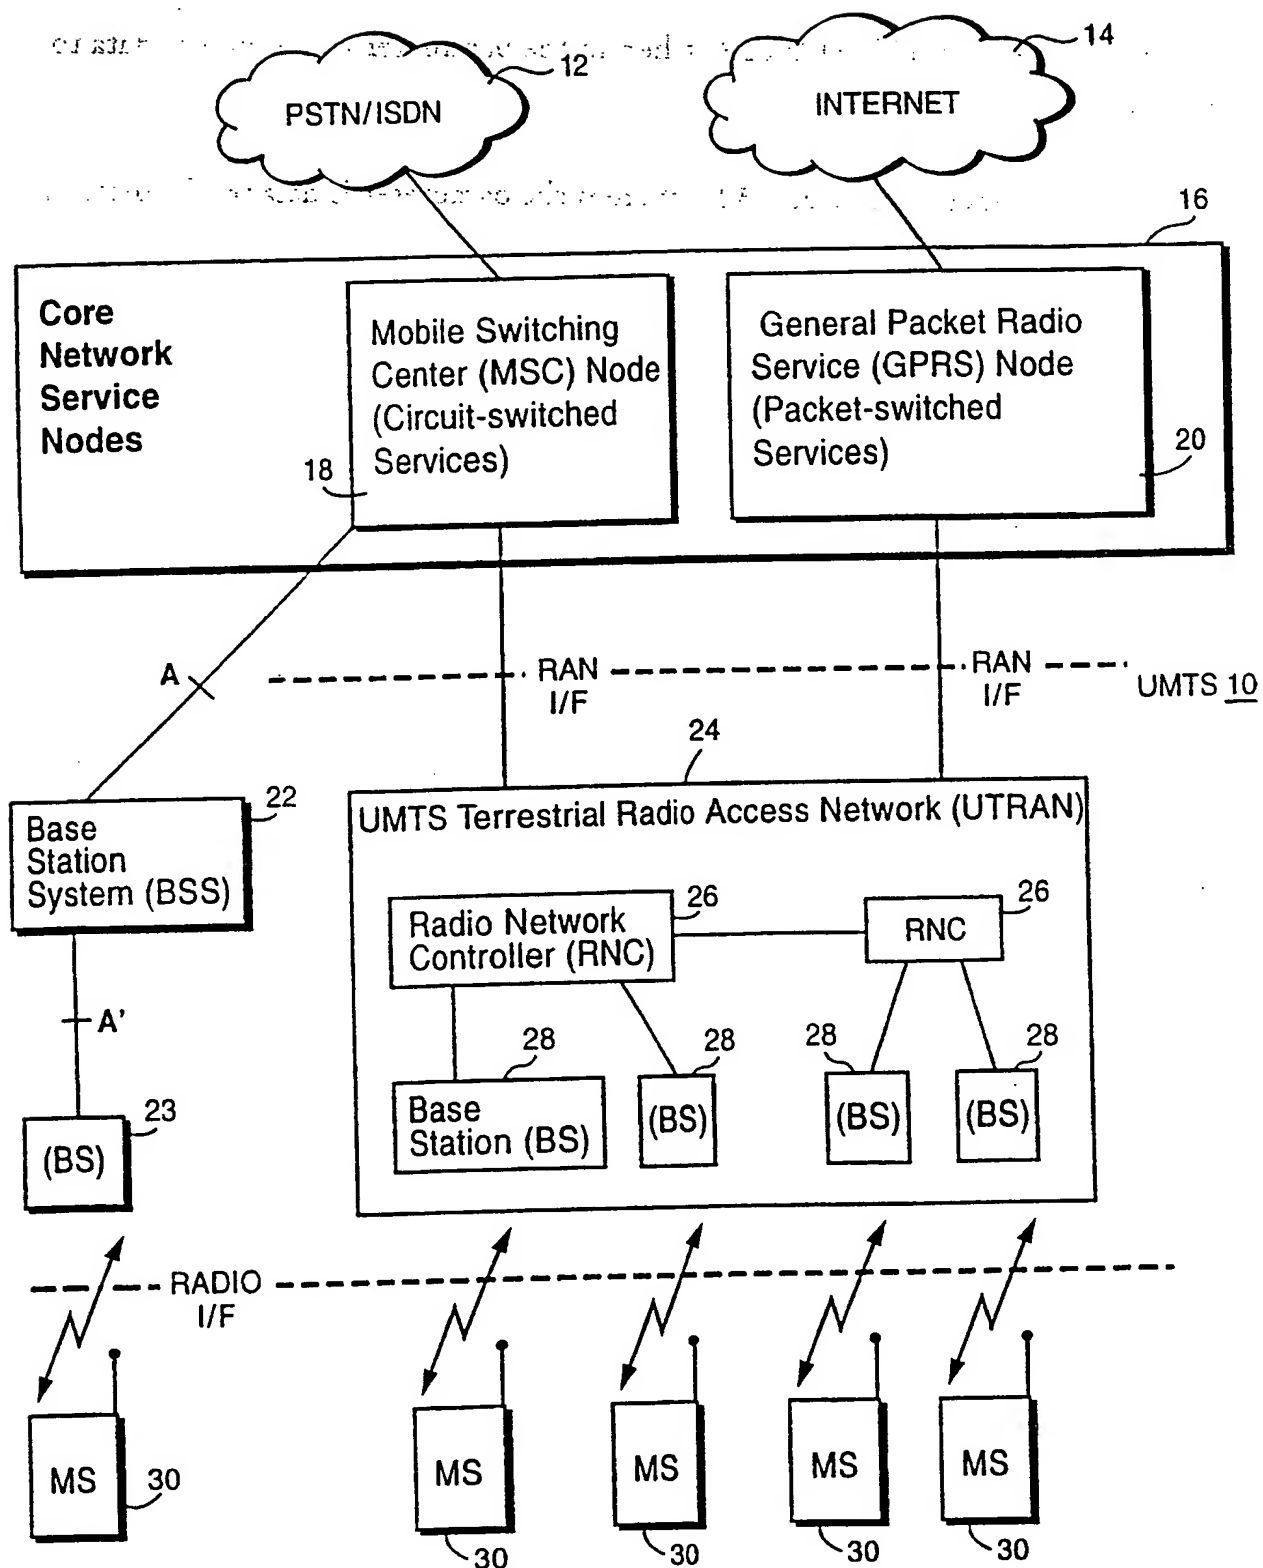 14
12
PSTN/ISDN
INTERNET
16
Core
Network
Service
Nodes
Mobile Switching
Center (MSC) Node
(Circuit-switched
Services)
18
General Packet Radio
Service (GPRS) Node
(Packet-switched
Services)
20
A
RAN
I/F
RAN
I/F
UMTS 10
24
22
Base
Station
System (BSS)
UMTS Terrestrial Radio Access Network (UTRAN)
26
Radio Network
Controller (RNC)
26
RNC
A'
28
28
28
28
Base
Station (BS)
(BS)
(BS)
(BS)
23
(BS)
RADIO
I/F
MS
30
MS
30
MS
30
MS
30
MS
30